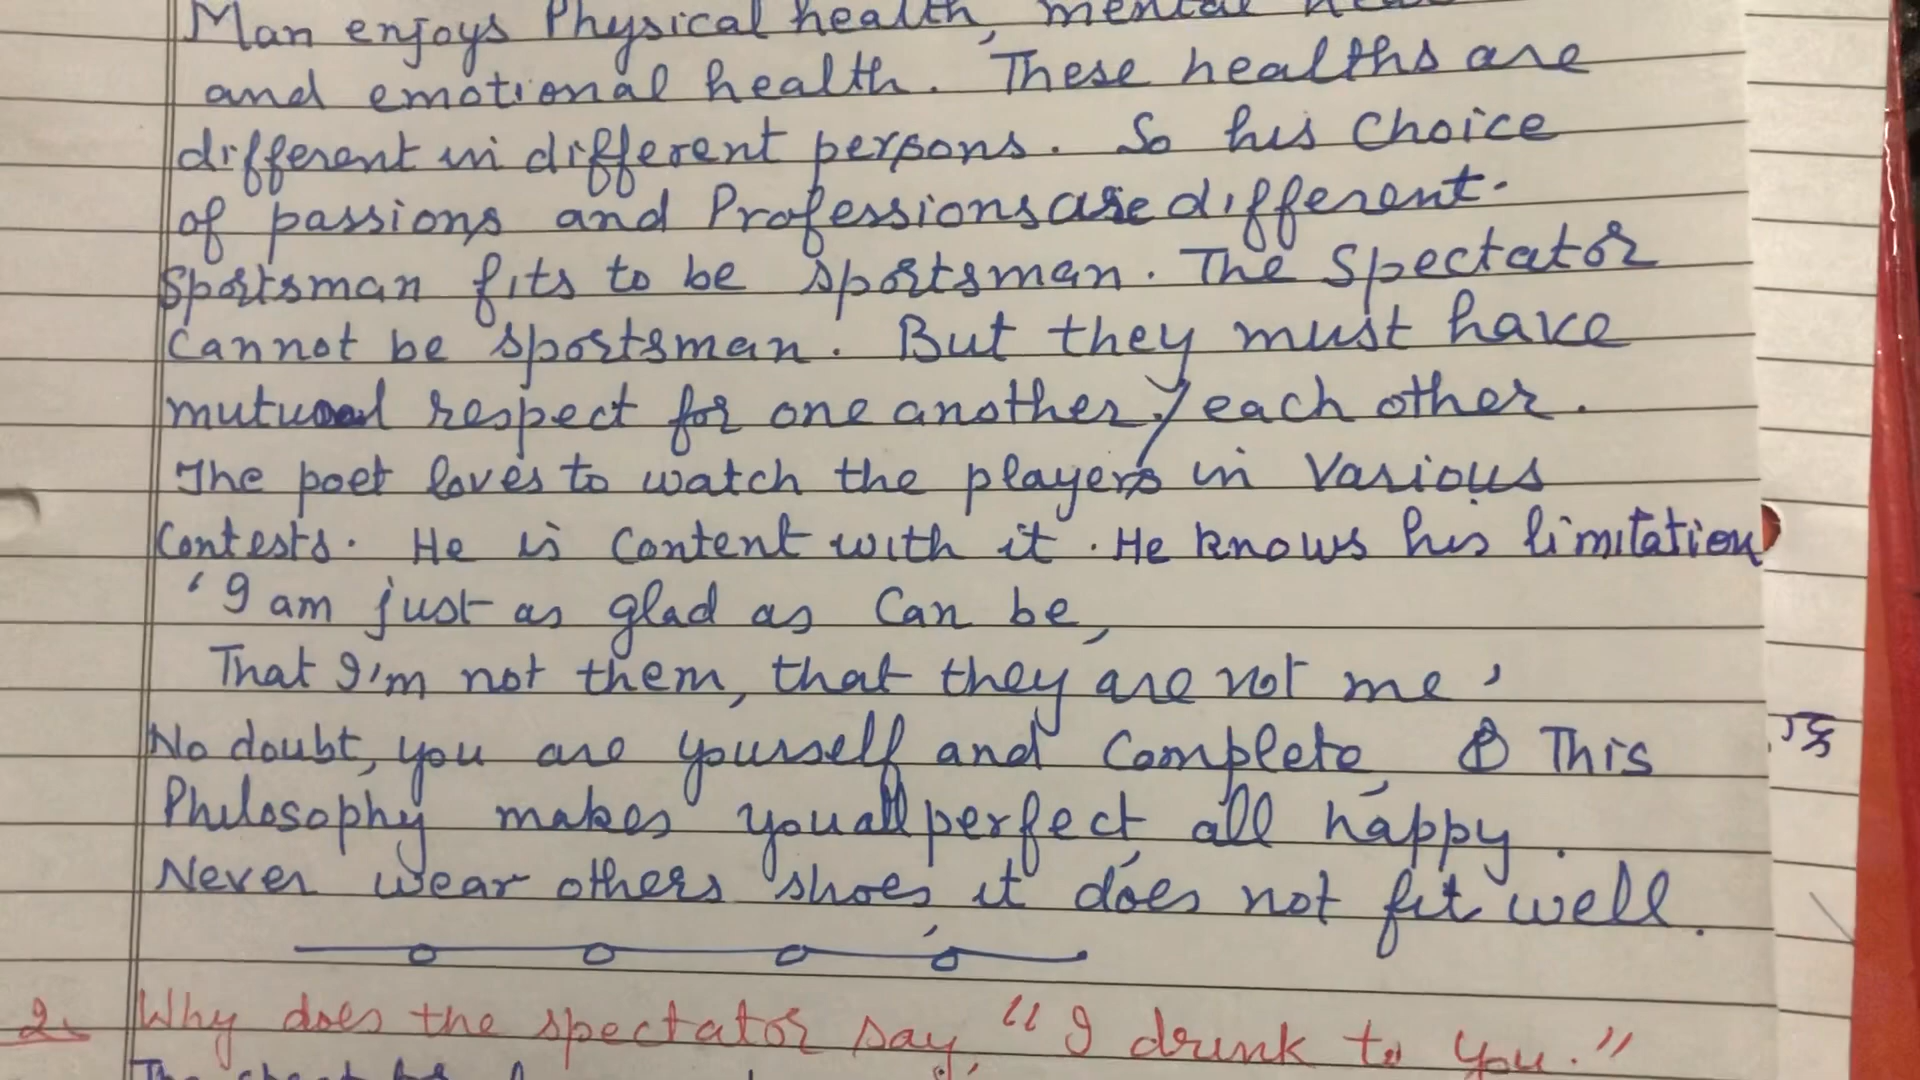 Man enjoys Physical health, mental
and emotional health. These healths are
different in different persons. So his choice
of passions and Professions are different.
Sportsman fits to be sportsman. The Spectator
cannot be sportsman. But they must have
mutual respect for one another / each other.
The poet loves to watch the players in various
contests. He is content with it. He knows his limitation
'I am just as glad as can be,
That I'm not them, that they are not me'
No doubt, you are yourself and complete, This
Philosophy makes you all perfect, all happy.
Never wear others shoes, it does not fit well.
2. Why does the spectator say, "I drink to you."